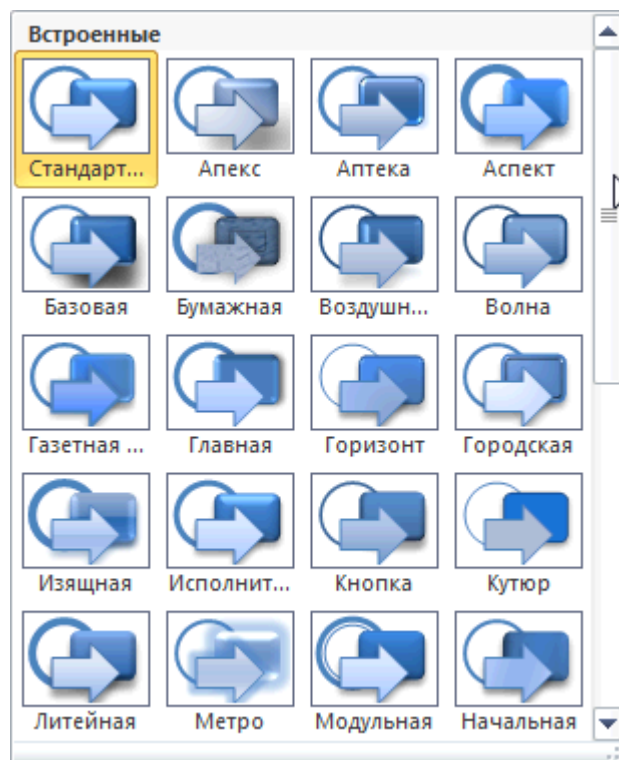 Встроенные
Стандарт... Апекс Аптека Аспект
Базовая Бумажная Воздушн... Волна
Газетная ... Главная Горизонт Городская
Изящная Исполнит... Кнопка Кутюр
Литейная Метро Модульная Начальная